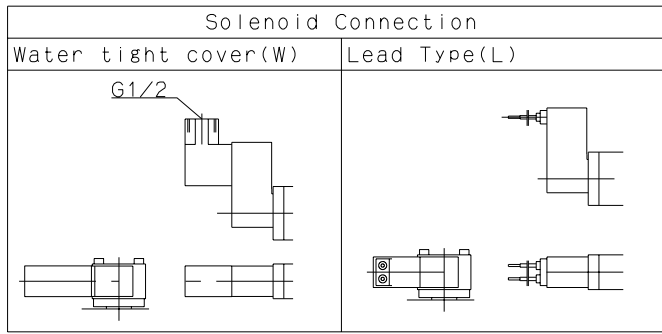 Solenoid Connection
Water tight cover(W)
Lead Type(L)
G1/2